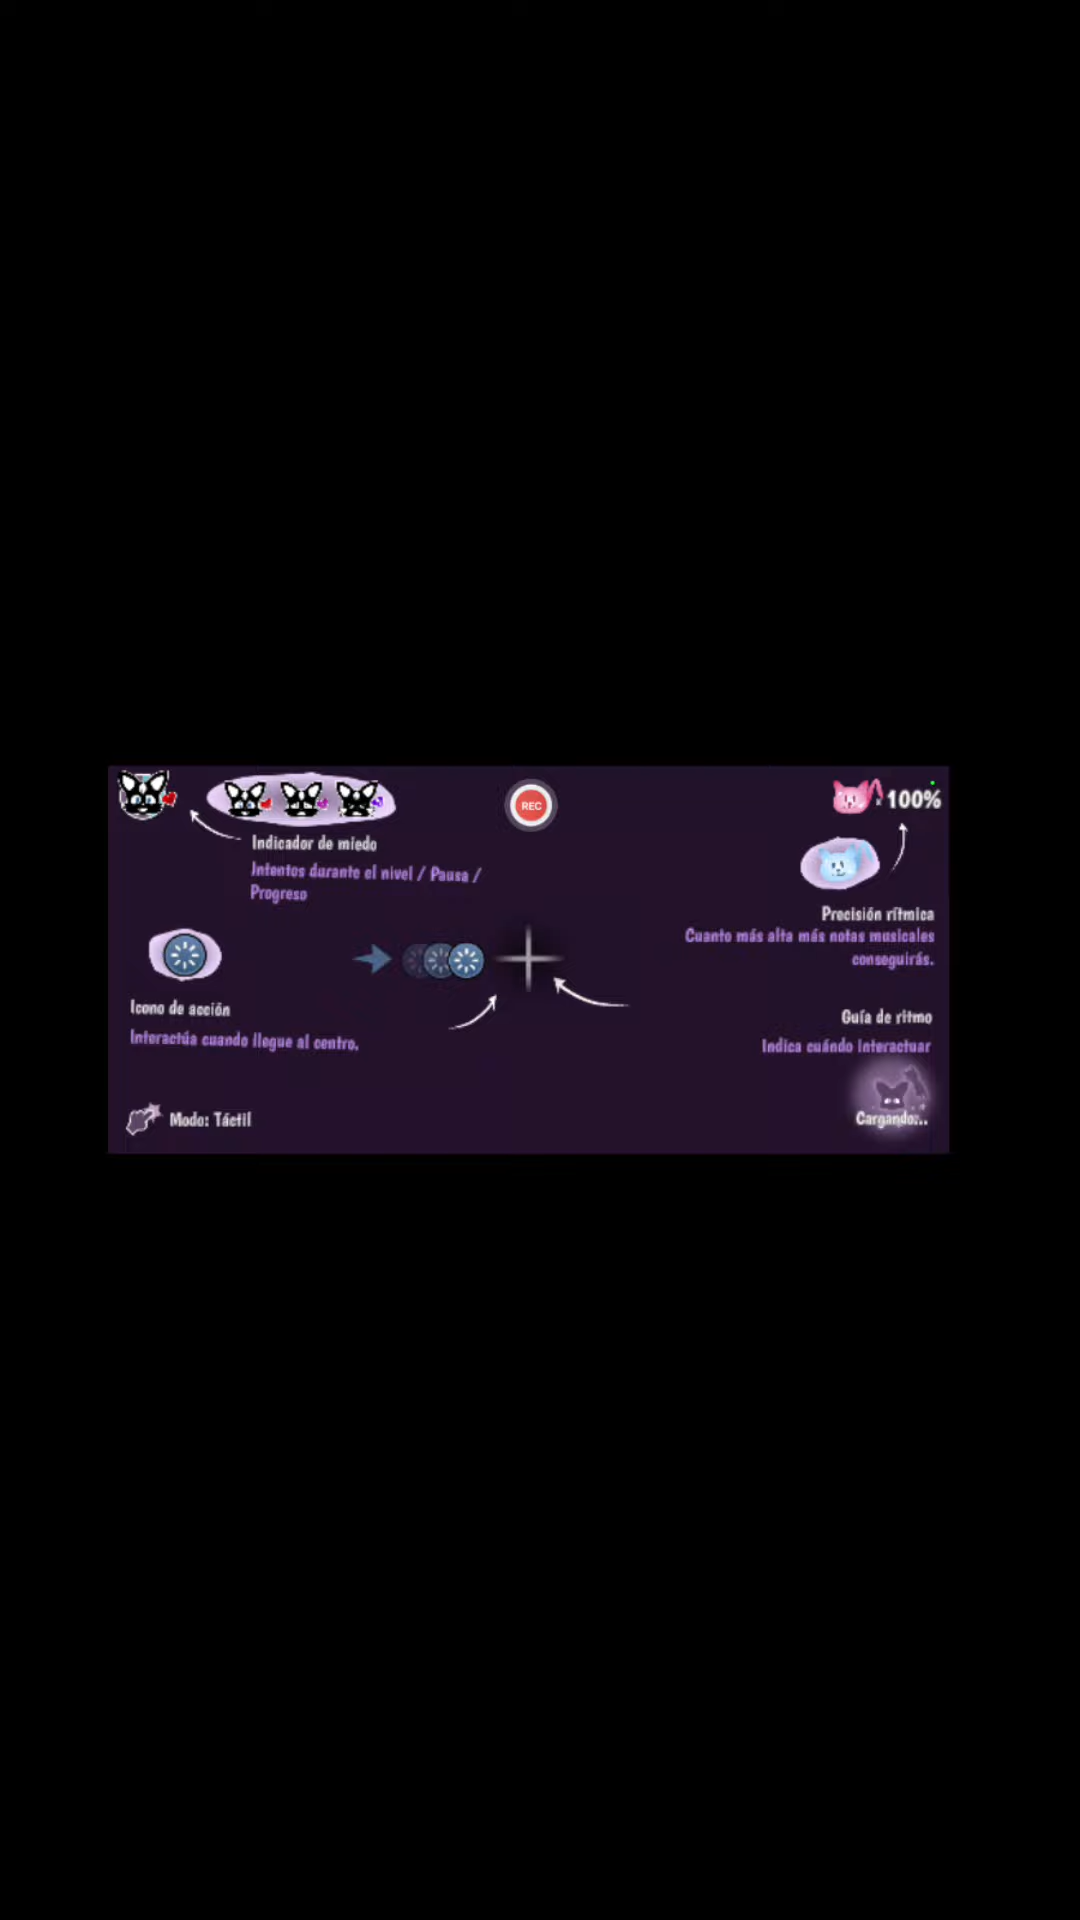 REC
100%
Indicador de miedo
Intentos durante el nivel / Pausa /
Progreso
Precisión rítmica
Cuanto más alta más notas musicales
conseguirás.
Icono de acción
Interactúa cuando llegue al centro.
Guía de ritmo
Indica cuándo interactuar
Modo: Táctil
Cargando...